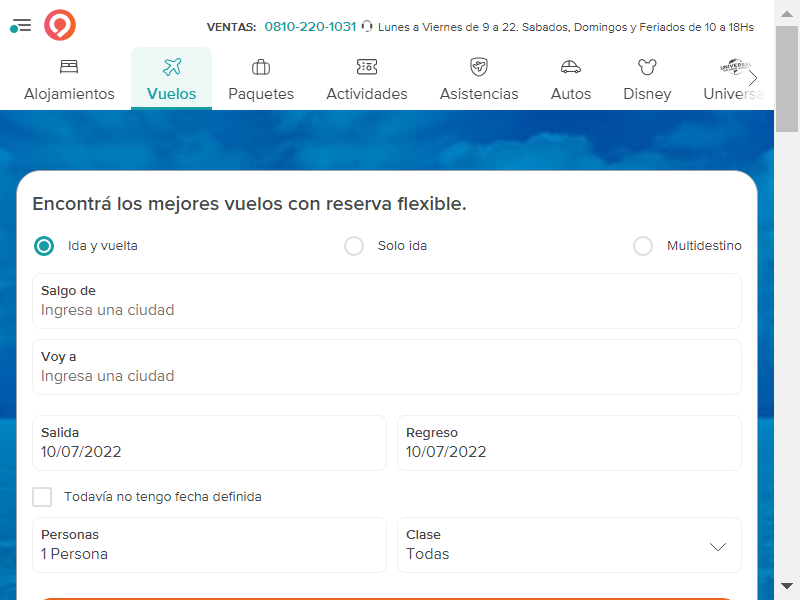 VENTAS: 0810-220-1031 Lunes a Viernes de 9 a 22. Sabados, Domingos y Feriados de 10 a 18Hs
Alojamientos Vuelos Paquetes Actividades Asistencias Autos Disney Universa
UNIVERSAL
Encontrá los mejores vuelos con reserva flexible.
Ida y vuelta Solo ida Multidestino
Salgo de
Ingresa una ciudad
Voy a
Ingresa una ciudad
Salida Regreso
10/07/2022 10/07/2022
Todavía no tengo fecha definida
Personas Clase
1 Persona Todas